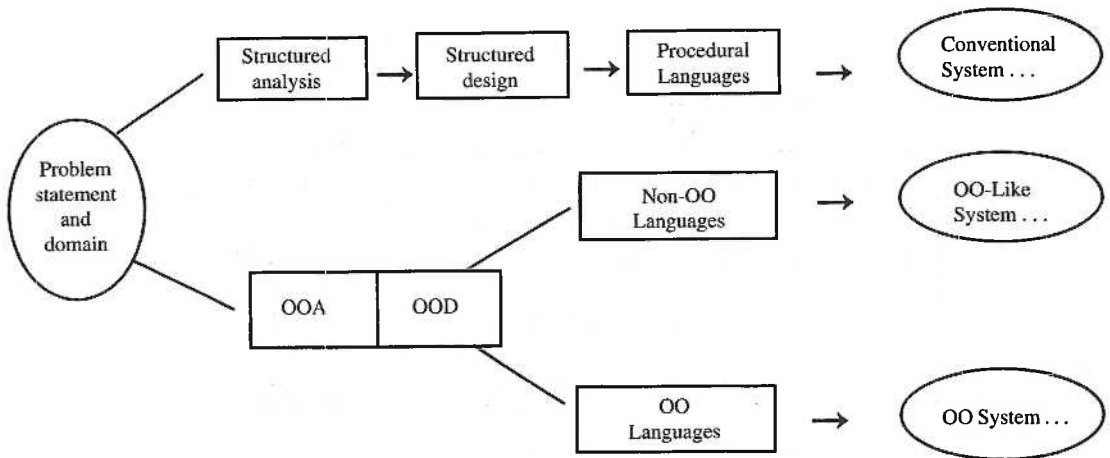 Structured
analysis
Structured
design
Procedural
Languages
Conventional
System . . .
Problem
statement
and
domain
Non-OO
Languages
OO-Like
System . . .
OOA
OOD
OO
Languages
OO System . . .